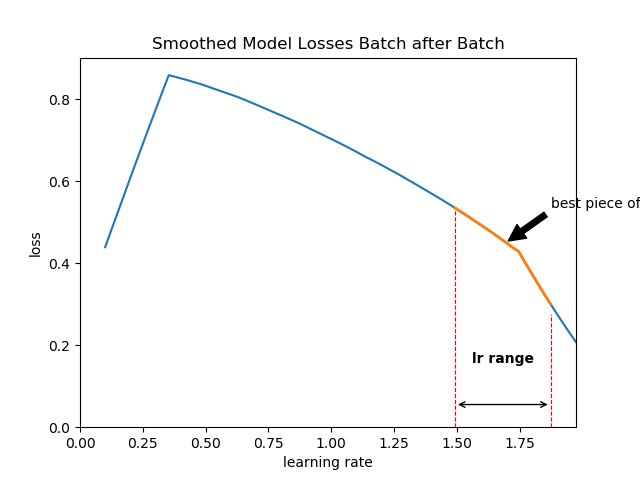 Smoothed Model Losses Batch after Batch
loss
0.8
0.6
0.4
0.2
0.0
best piece of
lr range
0.00 0.25 0.50 0.75 1.00 1.25 1.50 1.75
learning rate